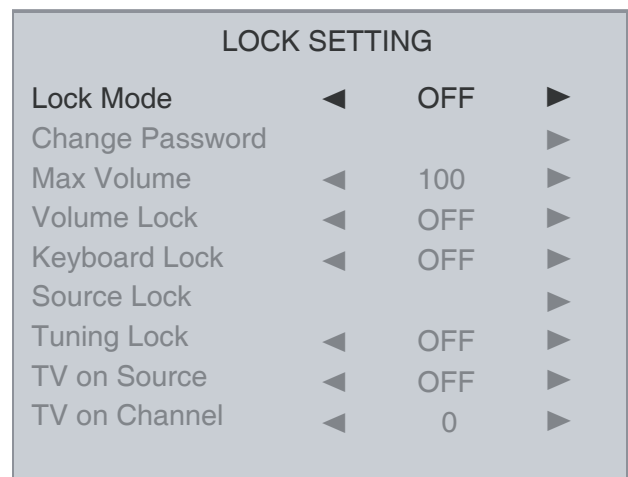 LOCK SETTING
Lock Mode ◄ OFF ►
Change Password ►
Max Volume ◄ 100 ►
Volume Lock ◄ OFF ►
Keyboard Lock ◄ OFF ►
Source Lock ►
Tuning Lock ◄ OFF ►
TV on Source ◄ OFF ►
TV on Channel ◄ 0 ►